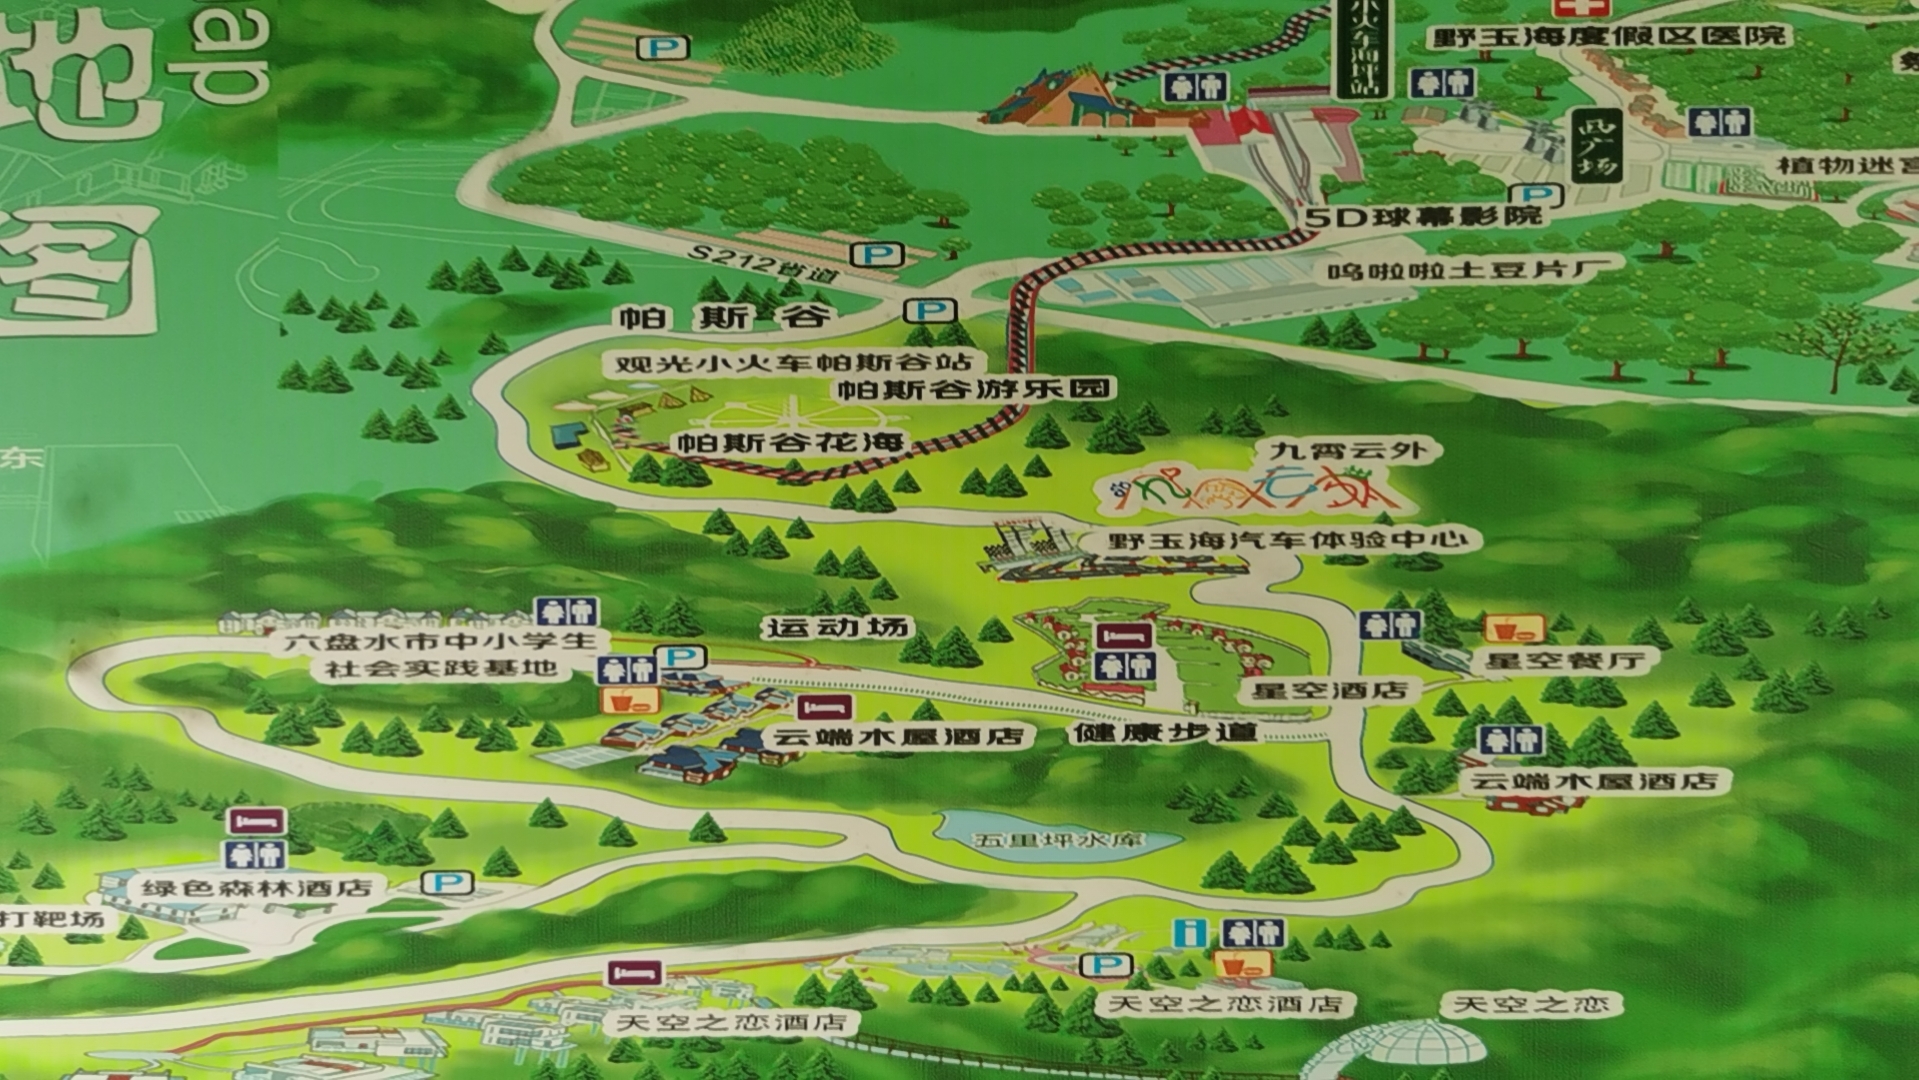 地图
ap
小火车海坪站
野玉海度假区医院
西广场
植物迷宫
5D球幕影院
S212省道
呜啦啦土豆片厂
帕斯谷
观光小火车帕斯谷站
帕斯谷游乐园
帕斯谷花海
九霄云外
东
野玉海汽车体验中心
运动场
六盘水市中小学生
社会实践基地
星空餐厅
星空酒店
云端木屋酒店
健康步道
云端木屋酒店
五里坪水库
绿色森林酒店
打靶场
天空之恋酒店
天空之恋
天空之恋酒店
P
P
P
P
P
P
P
i